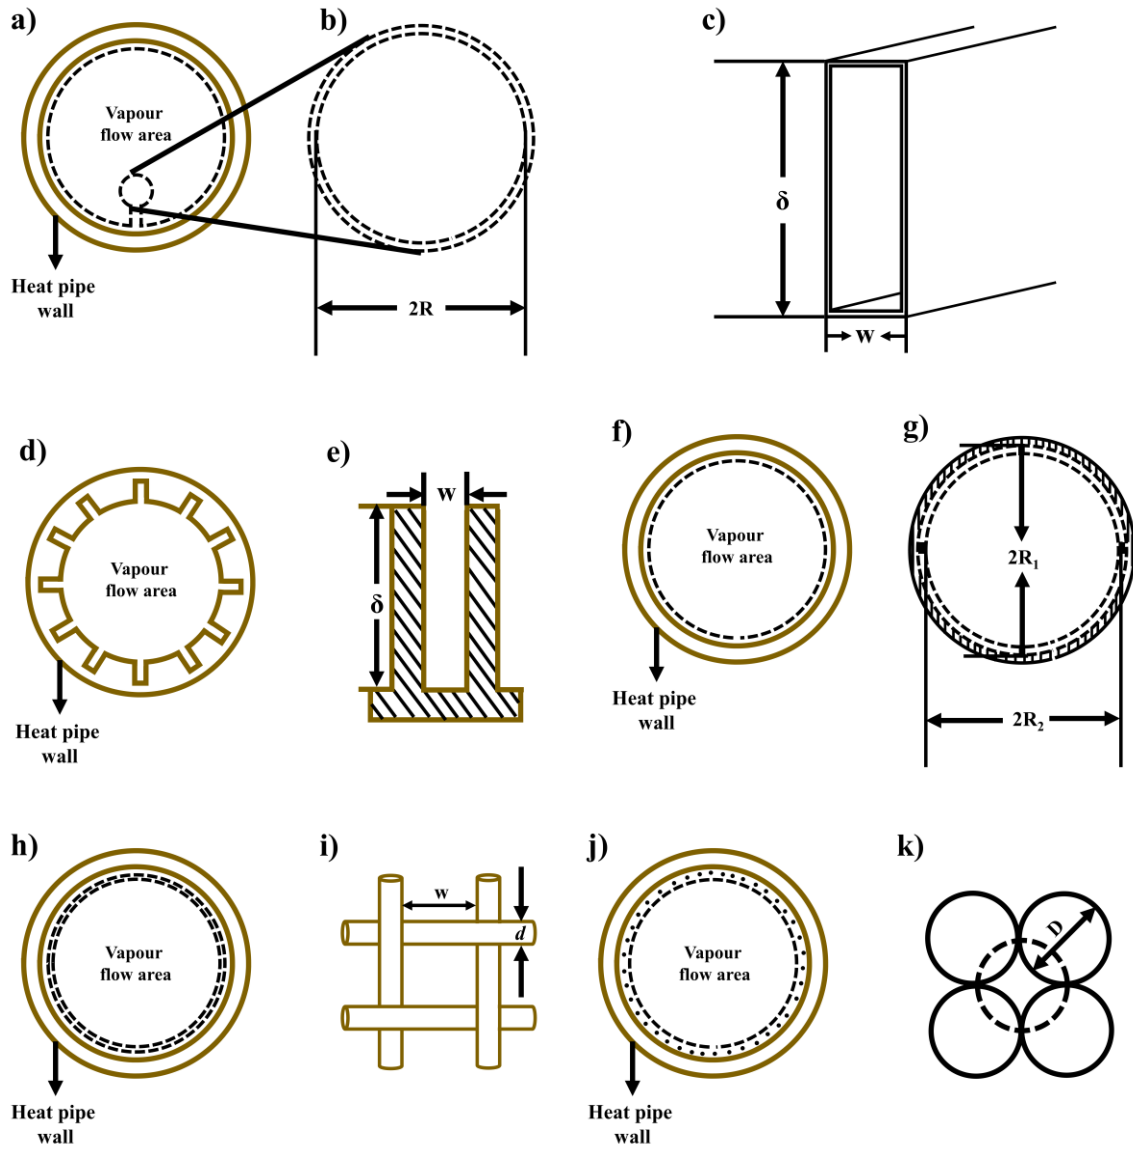 a)
b)
c)
Vapour
flow area
δ
Heat pipe
wall
2R
w
d)
e)
f)
g)
w
Vapour
flow area
δ
Vapour
flow area
2R₁
Heat pipe
wall
Heat pipe
wall
2R₂
h)
i)
j)
k)
w
d
D
Vapour
flow area
Vapour
flow area
Heat pipe
wall
Heat pipe
wall